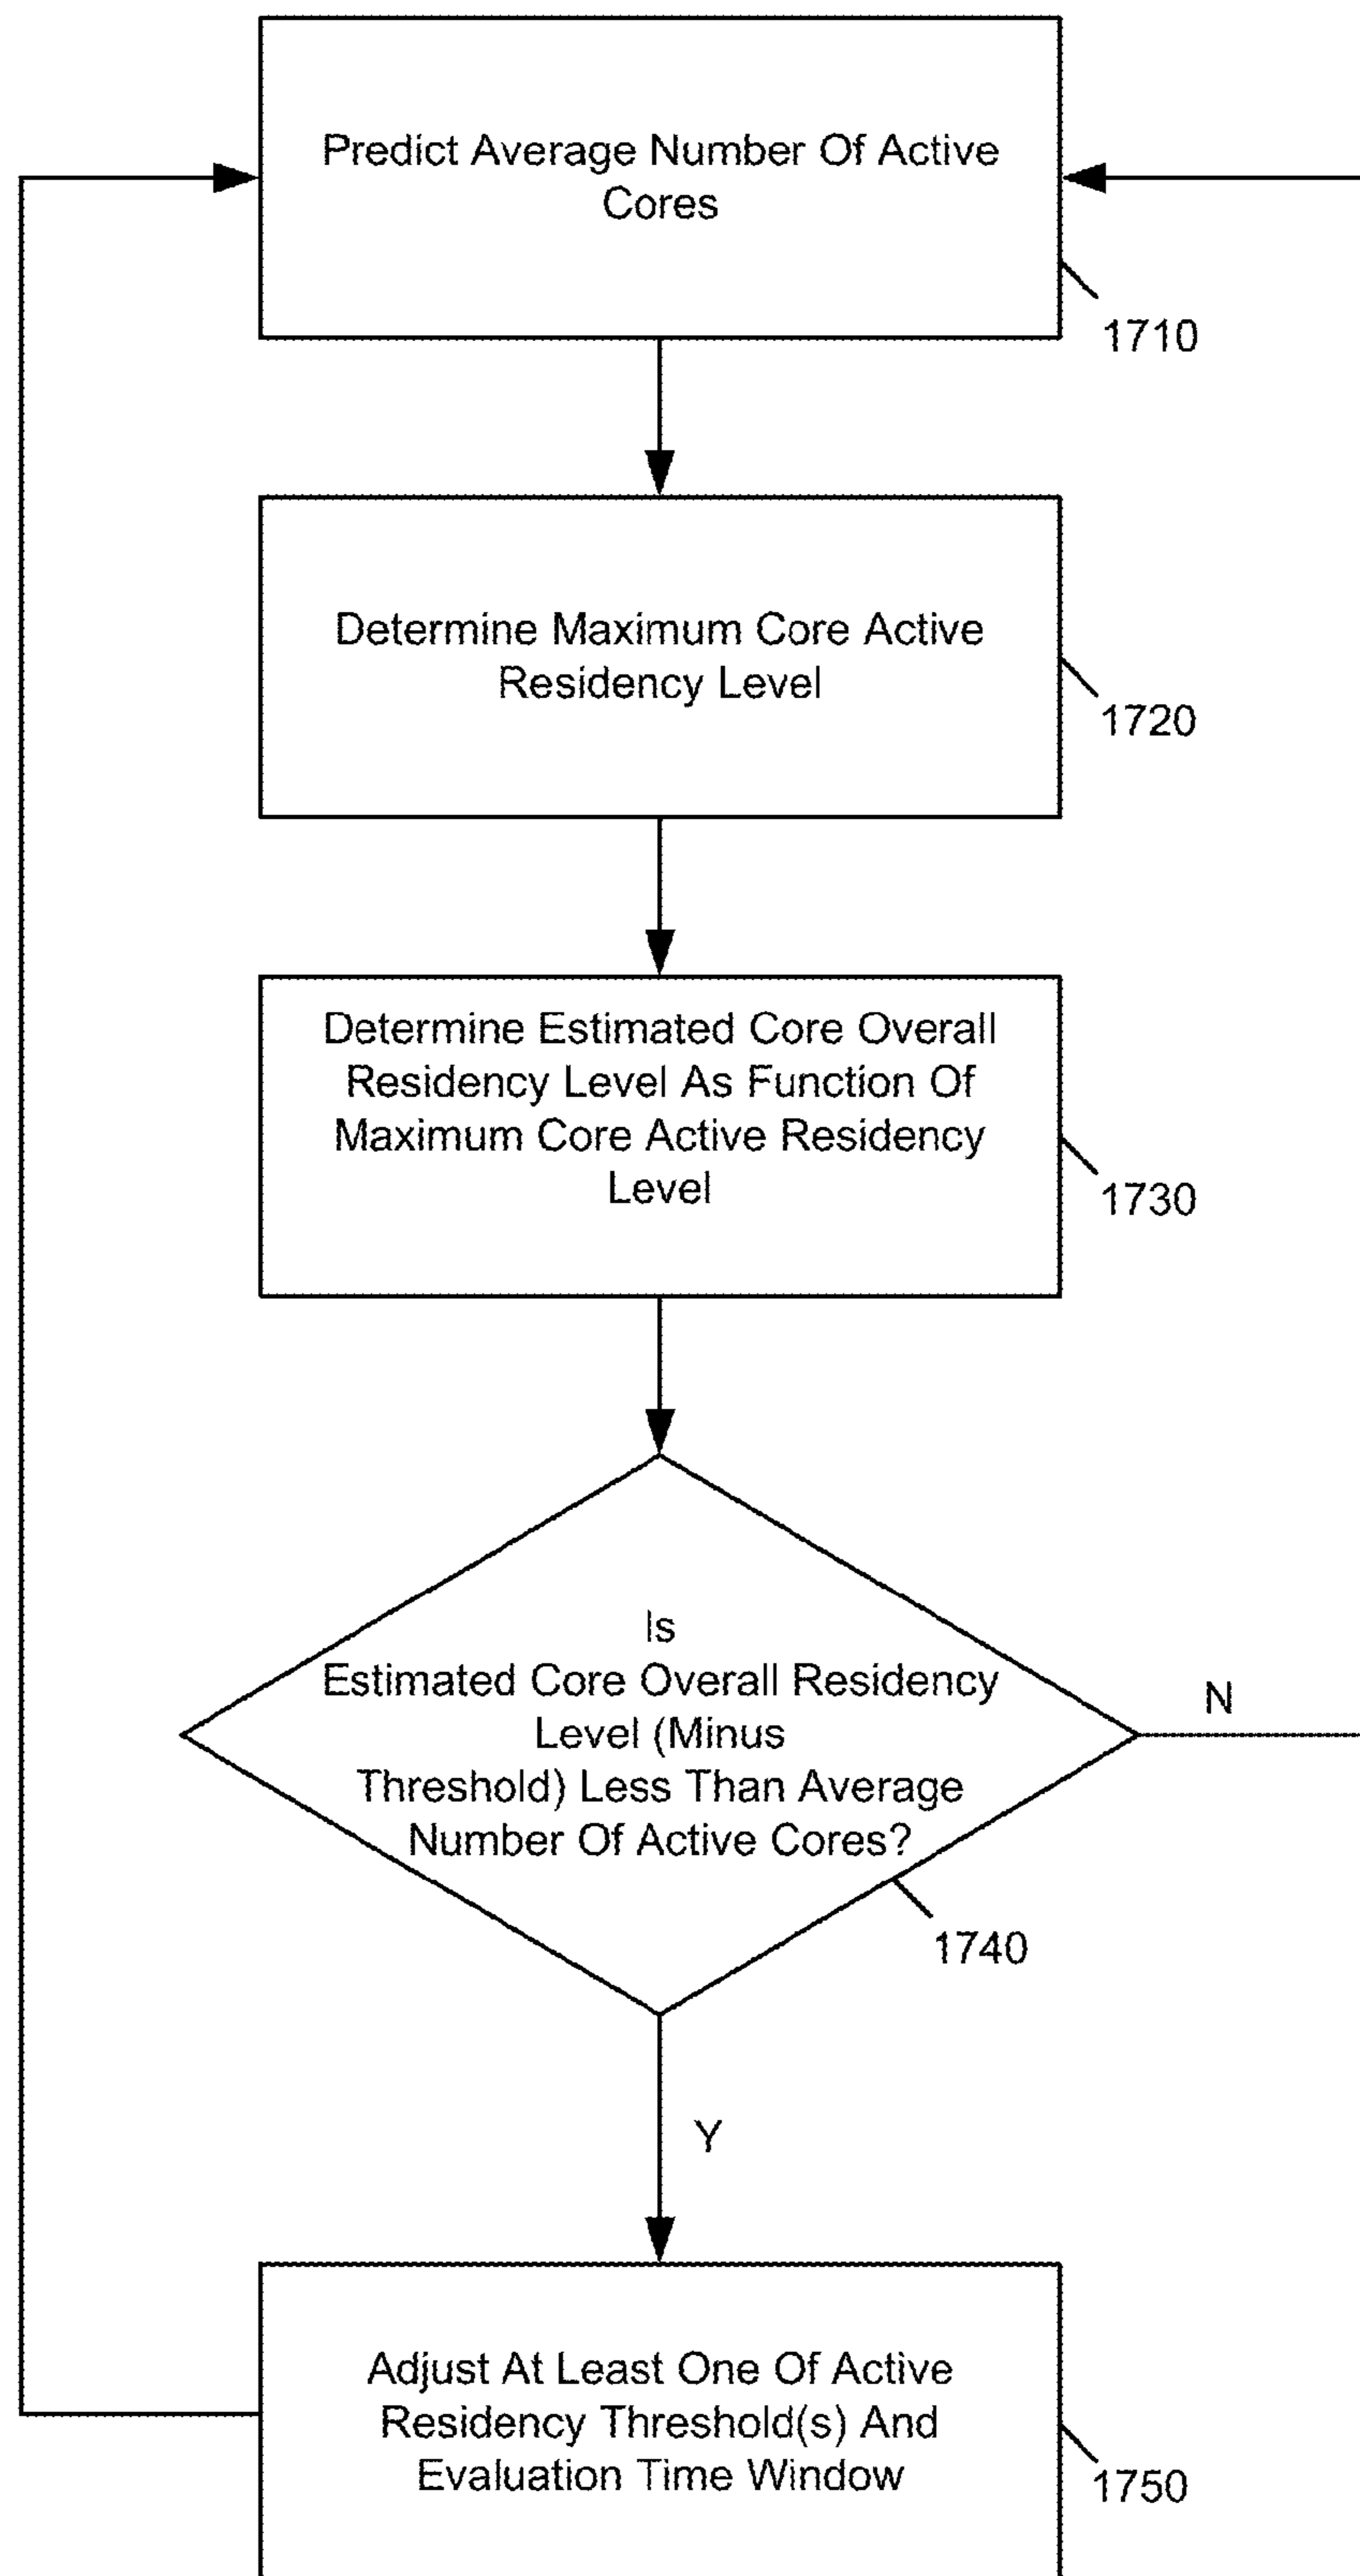 Predict Average Number Of Active
Cores
1710
Determine Maximum Core Active
Residency Level
1720
Determine Estimated Core Overall
Residency Level As Function Of
Maximum Core Active Residency
Level
1730
Is
Estimated Core Overall Residency
Level (Minus
Threshold) Less Than Average
Number Of Active Cores?
N
1740
Y
Adjust At Least One Of Active
Residency Threshold(s) And
Evaluation Time Window
1750